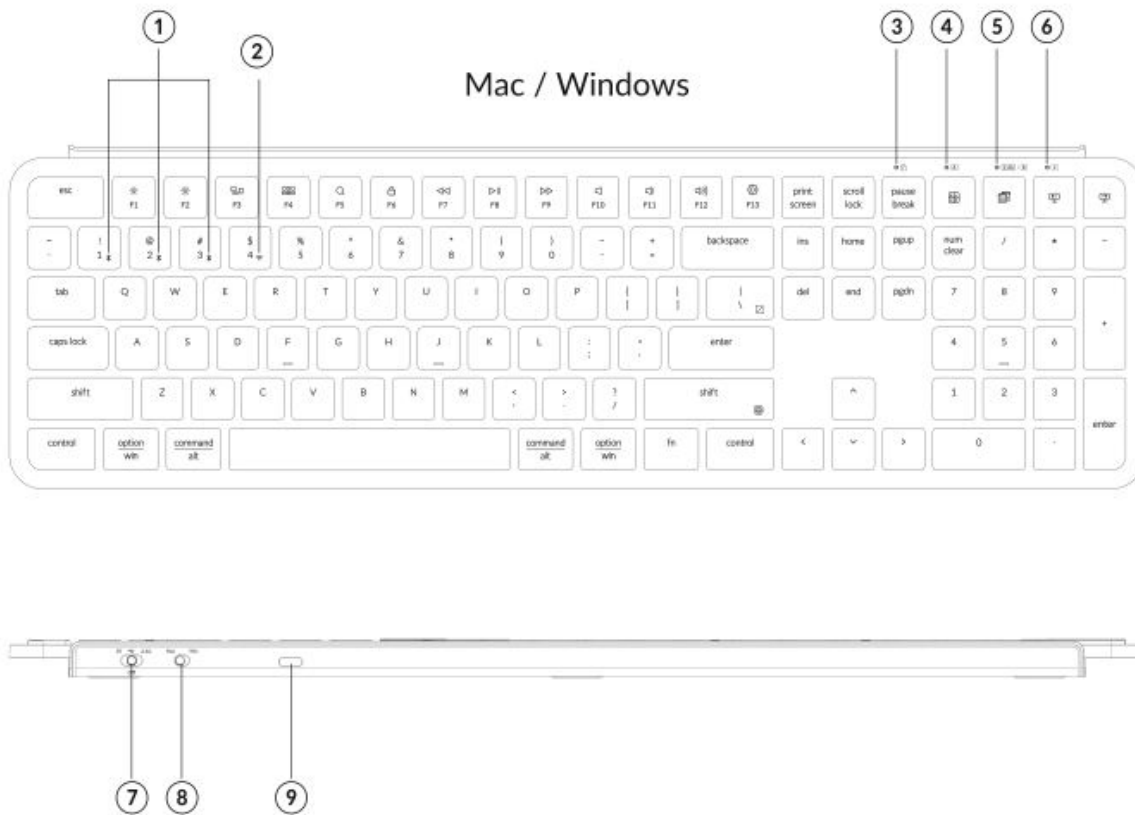 1
2
3 4 5 6
Mac / Windows
esc F1 F2 F3 F4 F5 F6 F7 F8 F9 F10 F11 F12 F13 print screen scroll lock pause break
~ ! 1 @ 2 # 3 $ 4 % 5 ^ 6 & 7 * 8 ( 9 ) 0 - + = backspace ins home pgup num clear / * -
tab Q W E R T Y U I O P { [ } ] | \ del end pgdn 7 8 9 +
caps lock A S D F G H J K L : ; enter 4 5 6
shift Z X C V B N M < , > . ? / shift ^ 1 2 3 enter
control option win command alt command alt option win fn control < > 0 .
7 8 9